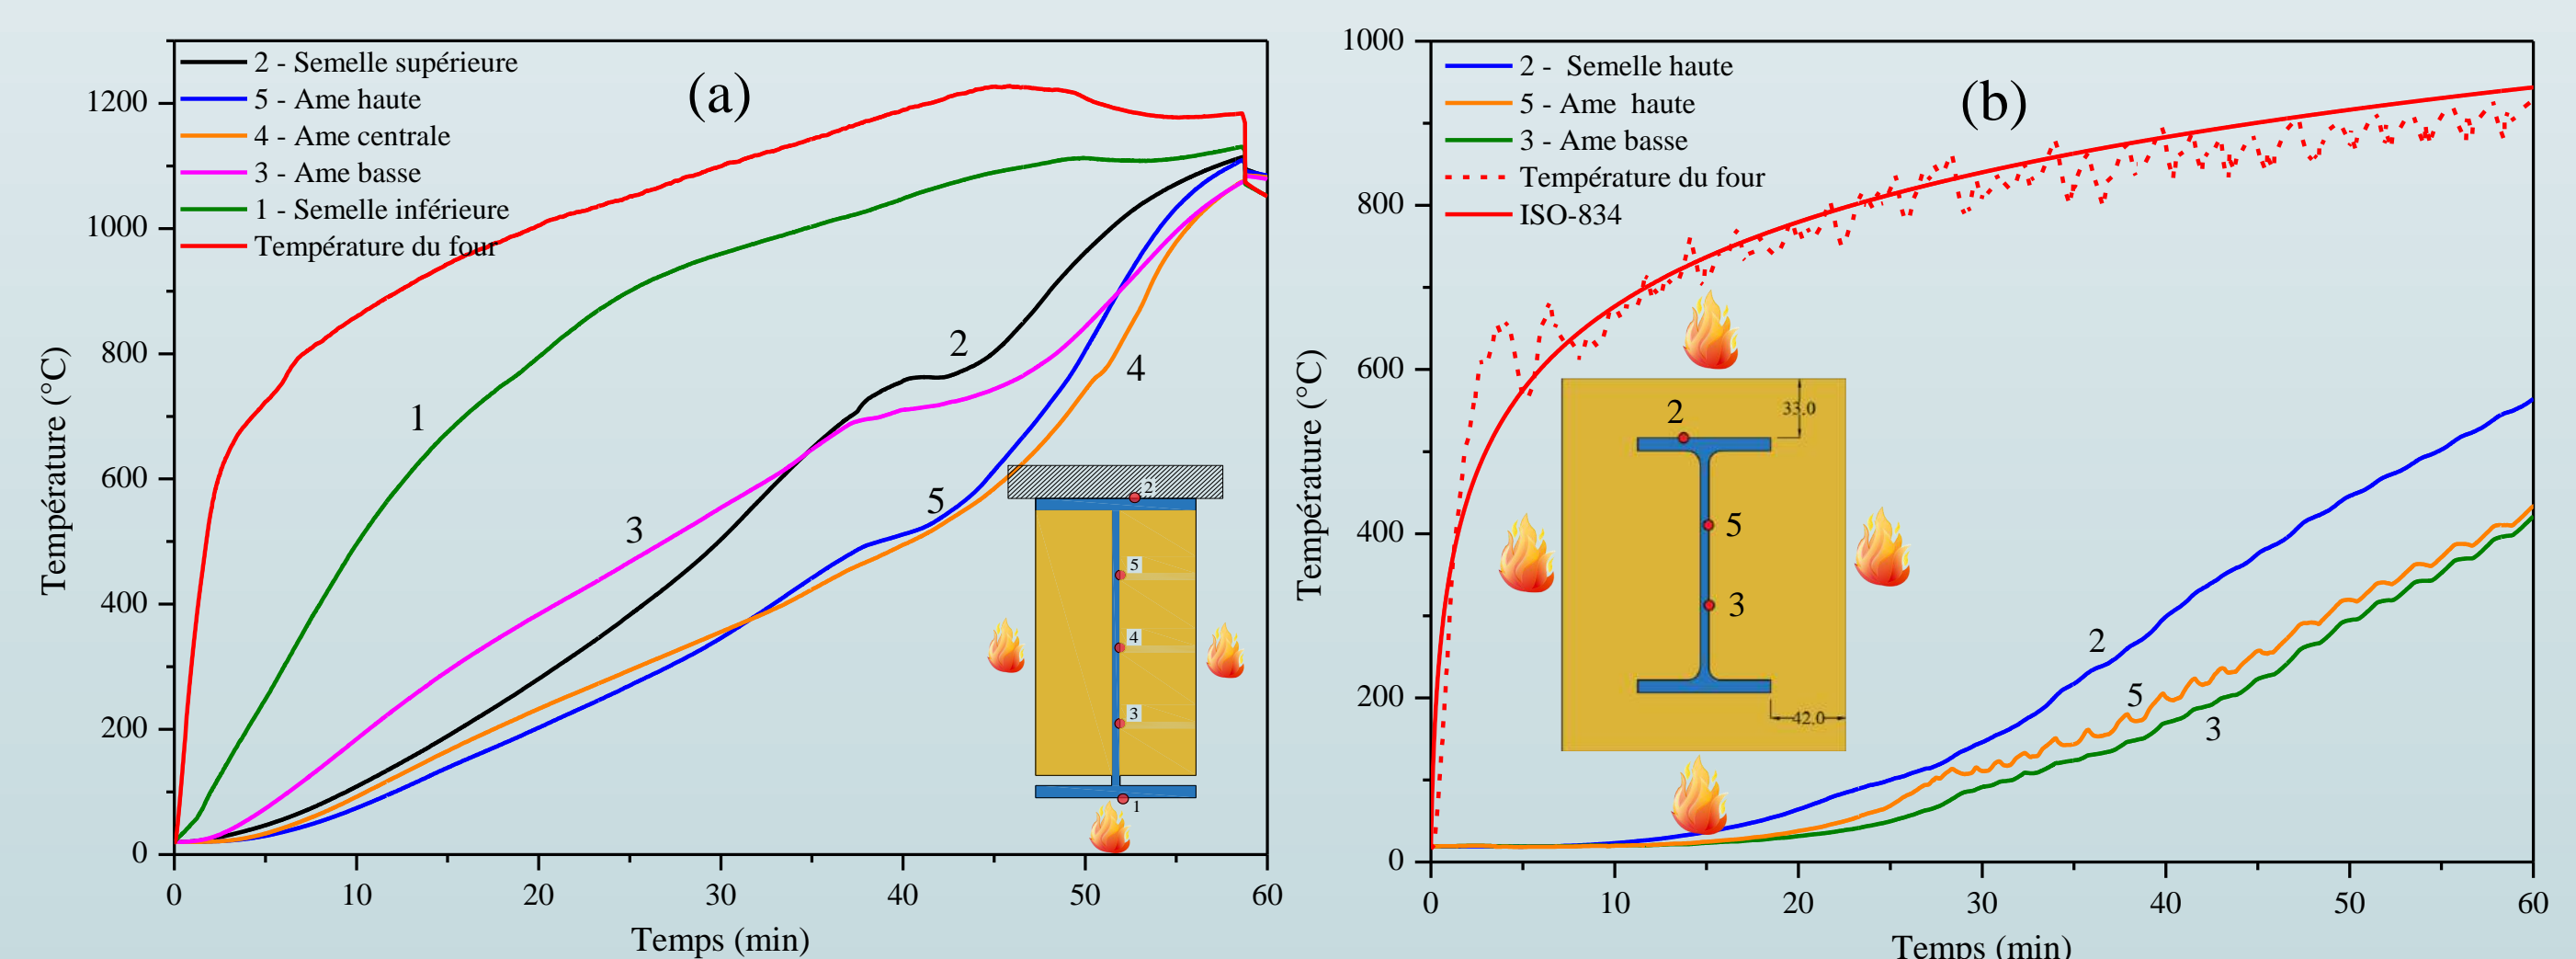 2 - Semelle supérieure
5 - Ame haute
4 - Ame centrale
3 - Ame basse
1 - Semelle inférieure
Température du four
(a)
Température (°C)
1200
1000
800
600
400
200
0
0 10 20 30 40 50 60
Temps (min)
1
3
2
5
4
2
5
4
3
1
1000
800
600
400
200
0
2 - Semelle haute
5 - Ame haute
3 - Ame basse
Température du four
ISO-834
(b)
Température (°C)
2
33,0
5
3
42,0
2
5
3
0 10 20 30 40 50 60
Temps (min)